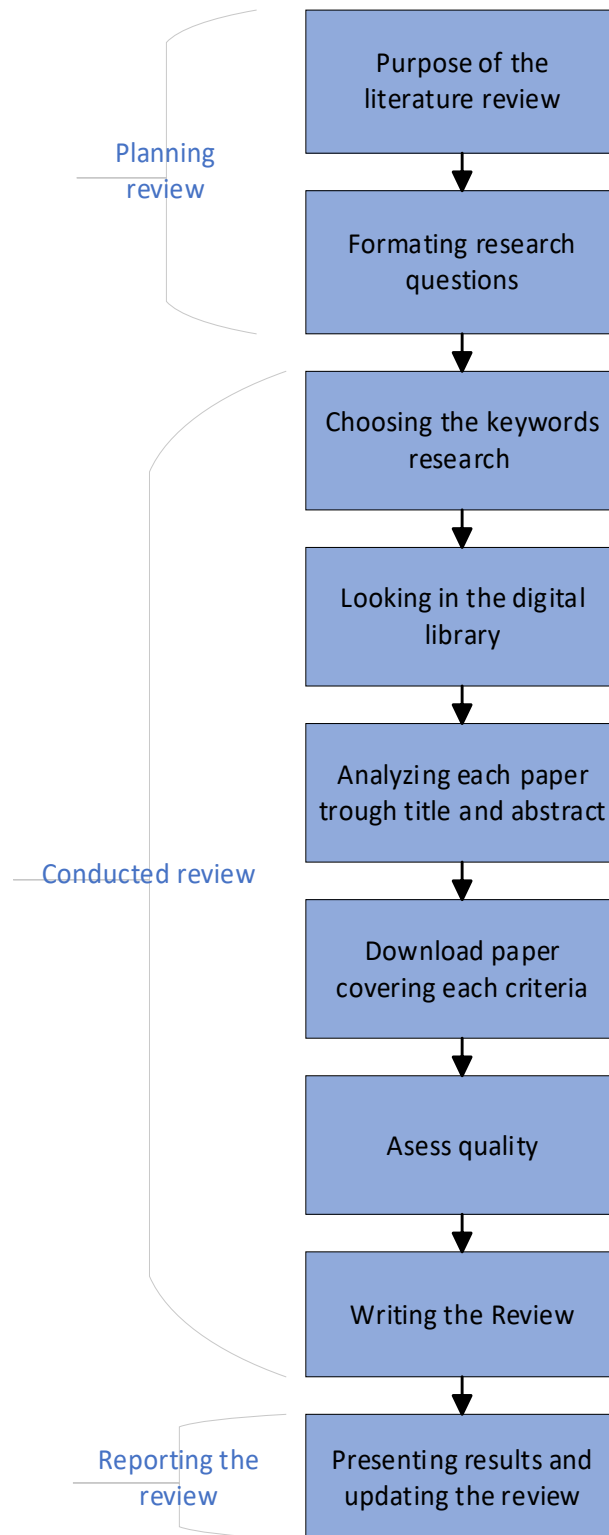 Purpose of the
literature review
Planning
review
Formating research
questions
Choosing the keywords
research
Looking in the digital
library
Analyzing each paper
trough title and abstract
Conducted review
Download paper
covering each criteria
Asess quality
Writing the Review
Reporting the
review
Presenting results and
updating the review